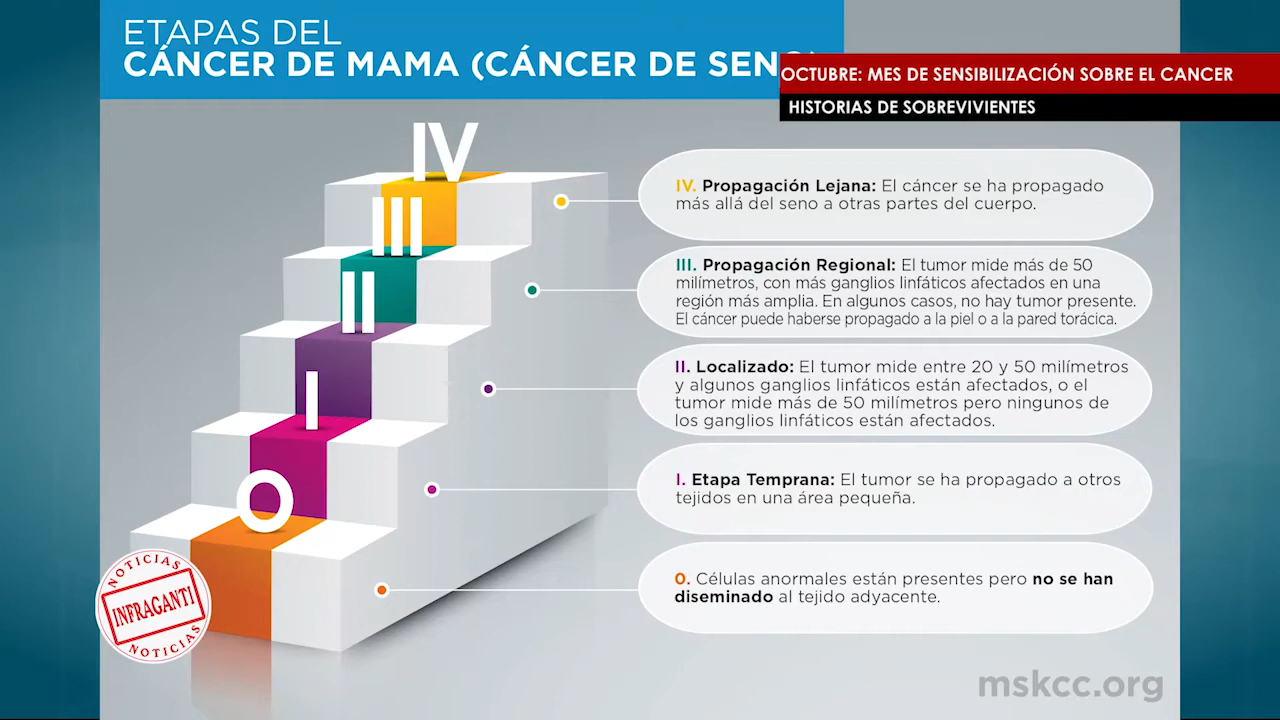 ETAPAS DEL
CÁNCER DE MAMA (CÁNCER DE SEN
OCTUBRE: MES DE SENSIBILIZACIÓN SOBRE EL CANCER
HISTORIAS DE SOBREVIVIENTES
IV
III
II
I
0
IV. Propagación Lejana: El cáncer se ha propagado
más allá del seno a otras partes del cuerpo.
III. Propagación Regional: El tumor mide más de 50
milímetros, con más ganglios linfáticos afectados en una
región más amplia. En algunos casos, no hay tumor presente.
El cáncer puede haberse propagado a la piel o a la pared torácica.
II. Localizado: El tumor mide entre 20 y 50 milímetros
y algunos ganglios linfáticos están afectados, o el
tumor mide más de 50 milímetros pero ningunos de
los ganglios linfáticos están afectados.
I. Etapa Temprana: El tumor se ha propagado a otros
tejidos en una área pequeña.
0. Células anormales están presentes pero no se han
diseminado al tejido adyacente.
NOTICIAS
INFRAGANTI
NOTICIAS
mskcc.org